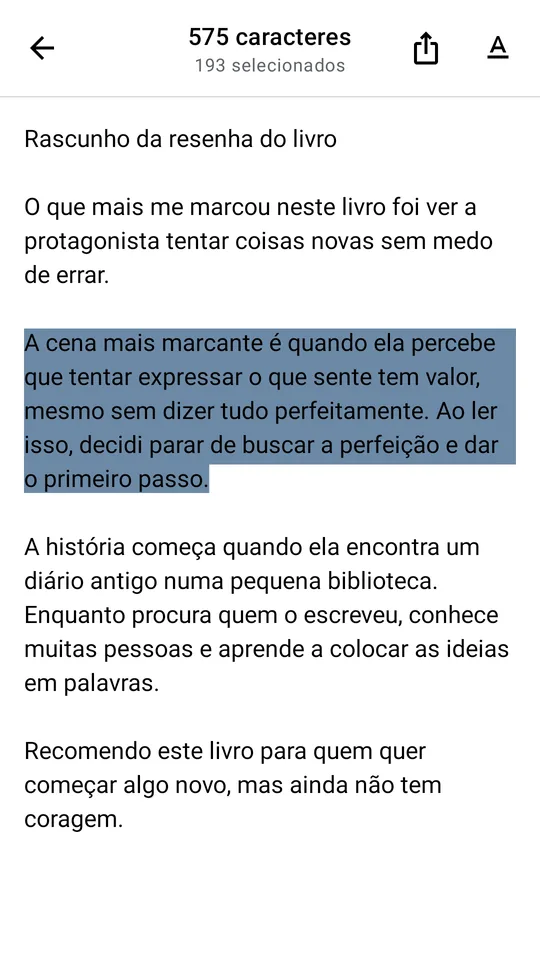 575 caracteres
193 selecionados
A
Rascunho da resenha do livro
O que mais me marcou neste livro foi ver a
protagonista tentar coisas novas sem medo
de errar.
A cena mais marcante é quando ela percebe
que tentar expressar o que sente tem valor,
mesmo sem dizer tudo perfeitamente. Ao ler
isso, decidi parar de buscar a perfeição e dar
o primeiro passo.
A história começa quando ela encontra um
diário antigo numa pequena biblioteca.
Enquanto procura quem o escreveu, conhece
muitas pessoas e aprende a colocar as ideias
em palavras.
Recomendo este livro para quem quer
começar algo novo, mas ainda não tem
coragem.